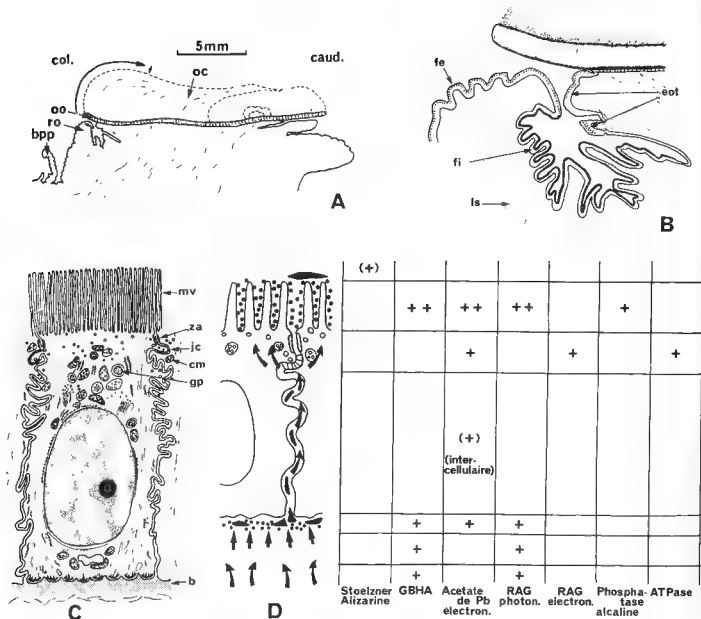 5mm
col.
oc
caud.
oo
ro
bpp
A
fe
èot
fi
ls
B
mv
za
jc
cm
gp
b
C
D
(+)
++ ++ ++ +
+ + +
(+)
(inter-
cellulaire)
+ + +
+ +
+ +
Stoelzner
Alizarine
GBHA
Acetate
de Pb
électron.
RAG
photon.
RAG
électron.
Phospha-
tase
alcaline
ATPase